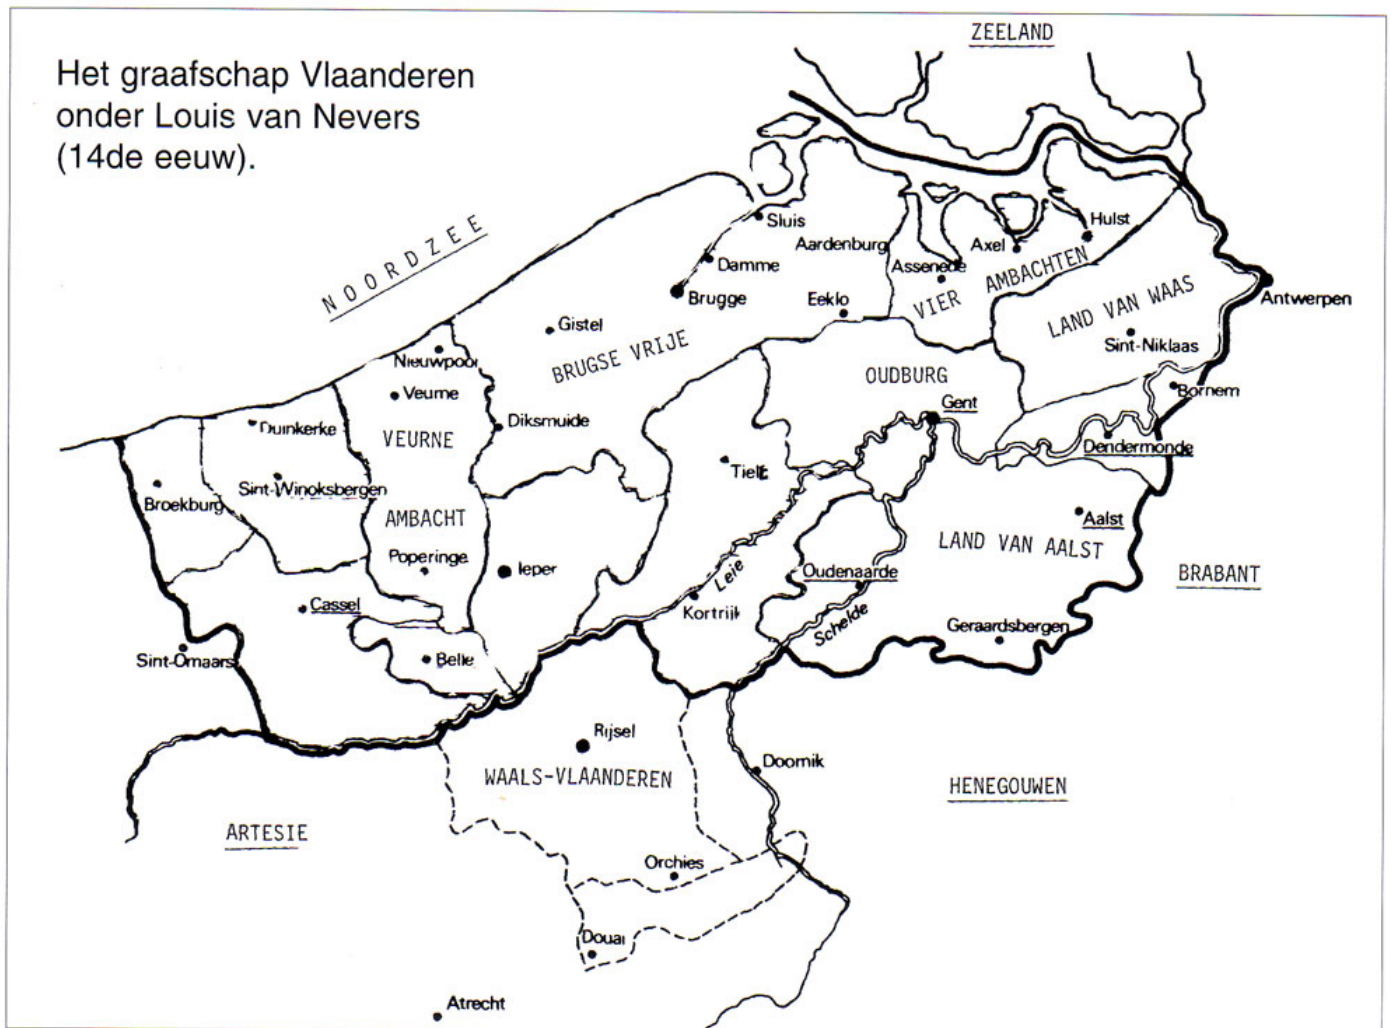 Het graafschap Vlaanderen
onder Louis van Nevers
(14de eeuw).
ZEELAND
NOORDZEE
Sluis
Hulst
Aardenburg
Axel
Damme
Assenede
VIER AMBACHTEN
Brugge
Eeklo
LAND VAN WAAS
Antwerpen
Gistel
BRUGSE VRIJE
Sint-Niklaas
Nieuwpoor
OUDBURG
Veurne
Bornem
Gent
Duinkerke
VEURNE
Diksmuide
Dendermonde
Tielt
Sint-Winoksbergen
Broekburg
AMBACHT
Aalst
LAND VAN AALST
Poperinge
Ieper
Leie
Oudenaarde
BRABANT
Cassel
Kortrijk
Schelde
Geraardsbergen
Sint-Omaars
Belle
Rijsel
WAALS-VLAANDEREN
Doornik
HENEGOUWEN
ARTESIE
Orchies
Douai
Atrecht